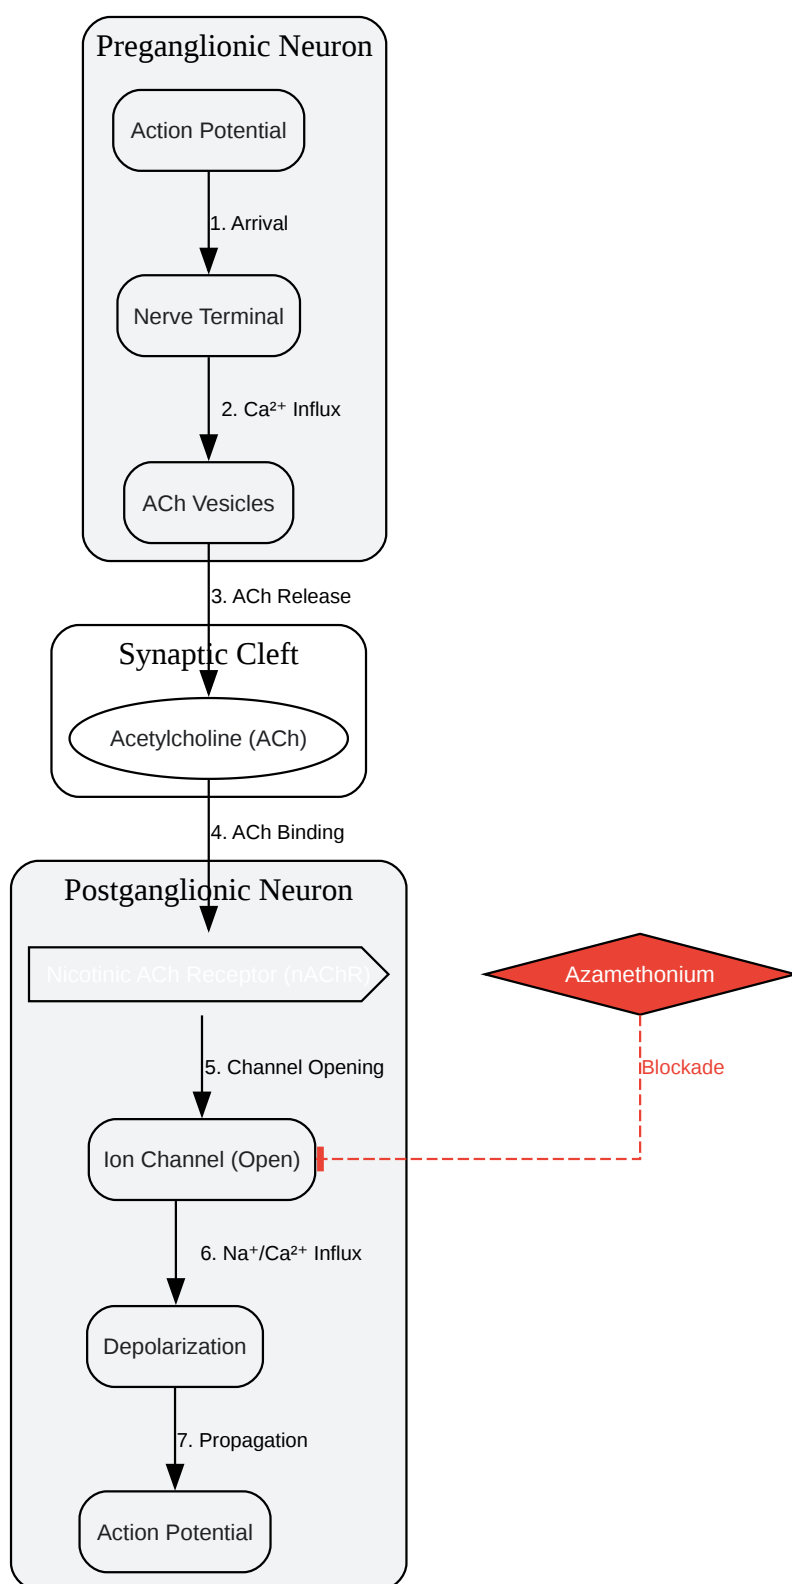 Preganglionic Neuron
Action Potential
1. Arrival
Nerve Terminal
2. Ca²⁺ Influx
ACh Vesicles
3. ACh Release
Synaptic Cleft
Acetylcholine (ACh)
4. ACh Binding
Postganglionic Neuron
Nicotinic ACh Receptor (nAChR)
Azamethonium
5. Channel Opening
Blockade
Ion Channel (Open)
6. Na⁺/Ca²⁺ Influx
Depolarization
7. Propagation
Action Potential